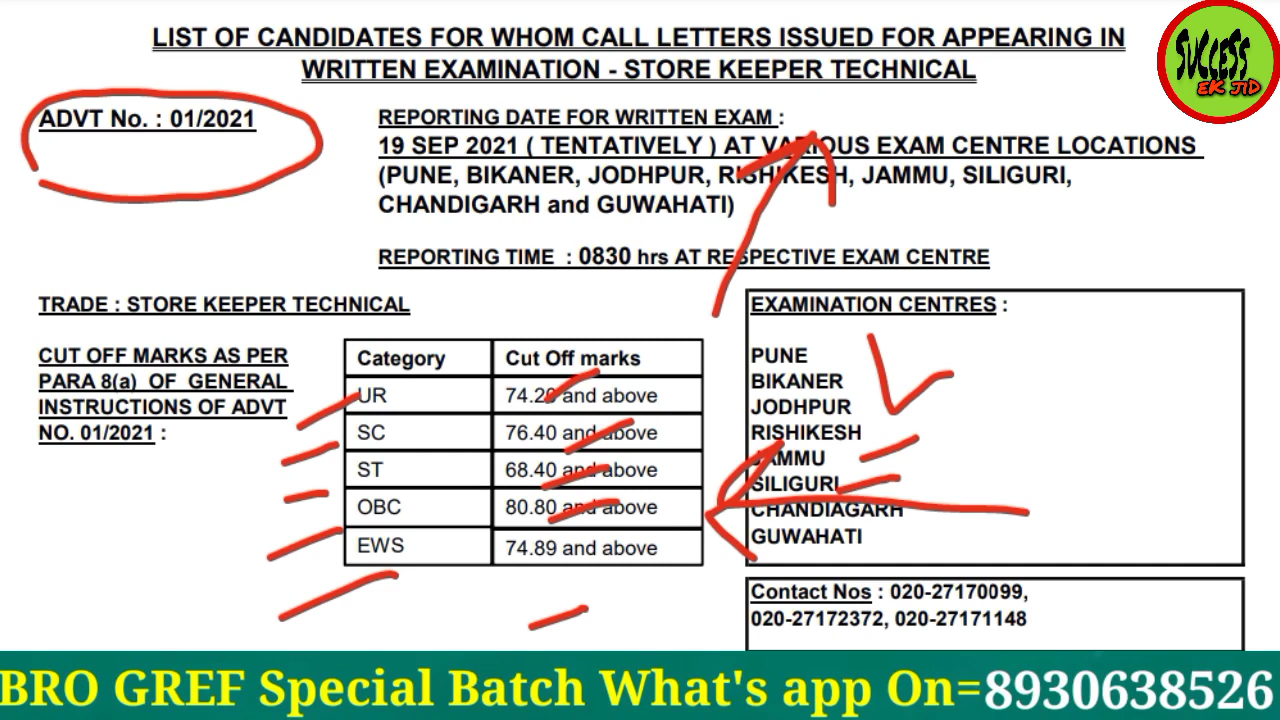 LIST OF CANDIDATES FOR WHOM CALL LETTERS ISSUED FOR APPEARING IN
WRITTEN EXAMINATION - STORE KEEPER TECHNICAL
SUCCESS
EK JID
ADVT No. : 01/2021
REPORTING DATE FOR WRITTEN EXAM :
19 SEP 2021 ( TENTATIVELY ) AT VARIOUS EXAM CENTRE LOCATIONS
(PUNE, BIKANER, JODHPUR, RISHIKESH, JAMMU, SILIGURI,
CHANDIGARH and GUWAHATI)
REPORTING TIME : 0830 hrs AT RESPECTIVE EXAM CENTRE
TRADE : STORE KEEPER TECHNICAL
CUT OFF MARKS AS PER
PARA 8(a) OF GENERAL
INSTRUCTIONS OF ADVT
NO. 01/2021 :
Category Cut Off marks
UR 74.20 and above
SC 76.40 and above
ST 68.40 and above
OBC 80.80 and above
EWS 74.89 and above
EXAMINATION CENTRES :
PUNE
BIKANER
JODHPUR
RISHIKESH
JAMMU
SILIGURI
CHANDIAGARH
GUWAHATI
Contact Nos : 020-27170099,
020-27172372, 020-27171148
BRO GREF Special Batch What's app On=8930638526